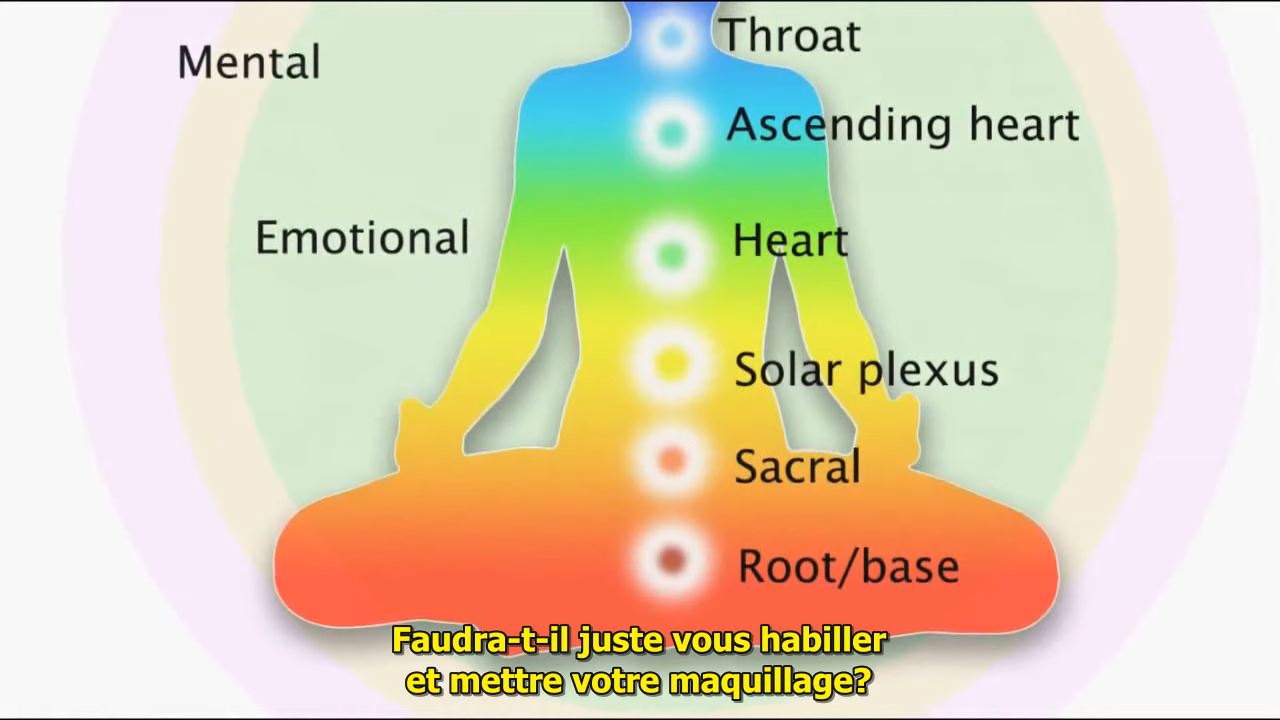 Throat
Mental
Ascending heart
Emotional
Heart
Solar plexus
Sacral
Root/base
Faudra-t-il juste vous habiller
et mettre votre maquillage?